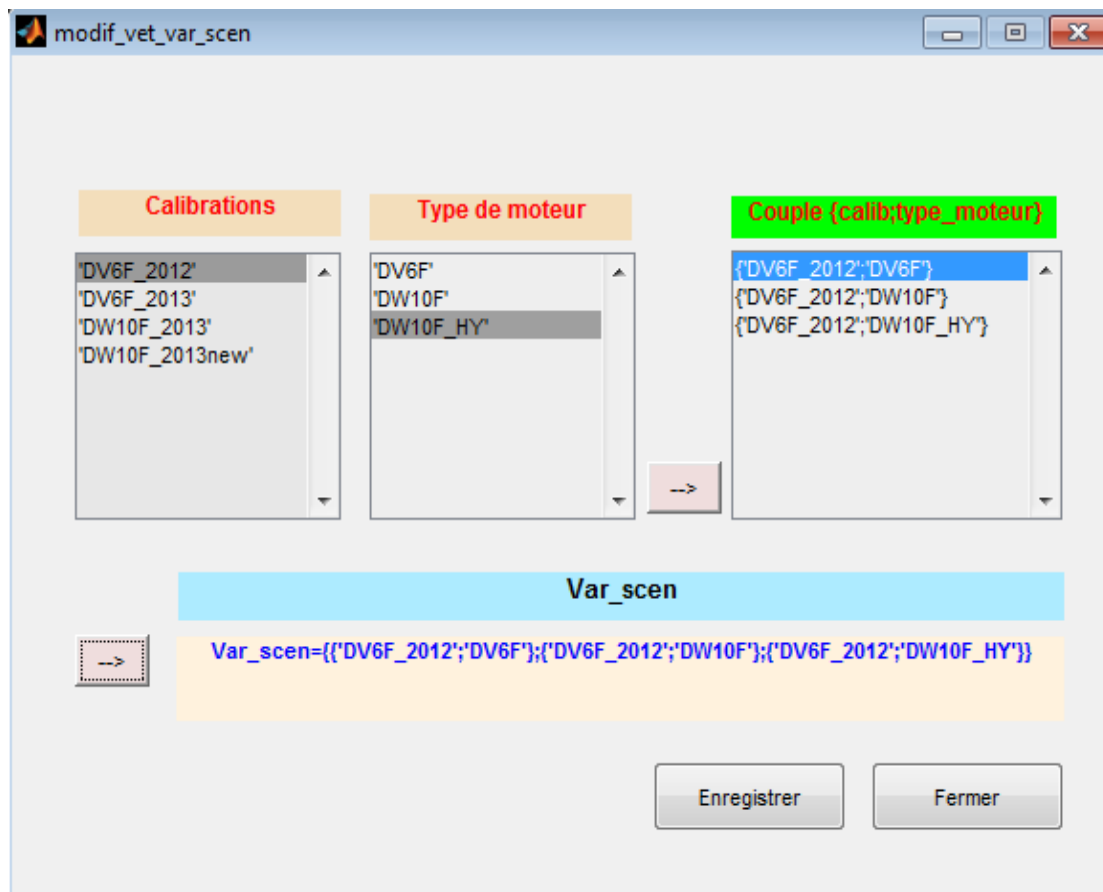 modif_vet_var_scen
Calibrations
Type de moteur
Couple {calib;type_moteur}
'DV6F_2012'
'DV6F_2013'
'DW10F_2013'
'DW10F_2013new'
'DV6F'
'DW10F'
'DW10F_HY'
{'DV6F_2012';'DV6F'}
{'DV6F_2012';'DW10F'}
{'DV6F_2012';'DW10F_HY'}
-->
Var_scen
-->
Var_scen={{'DV6F_2012';'DV6F'};{'DV6F_2012';'DW10F'};{'DV6F_2012';'DW10F_HY'}}
Enregistrer
Fermer